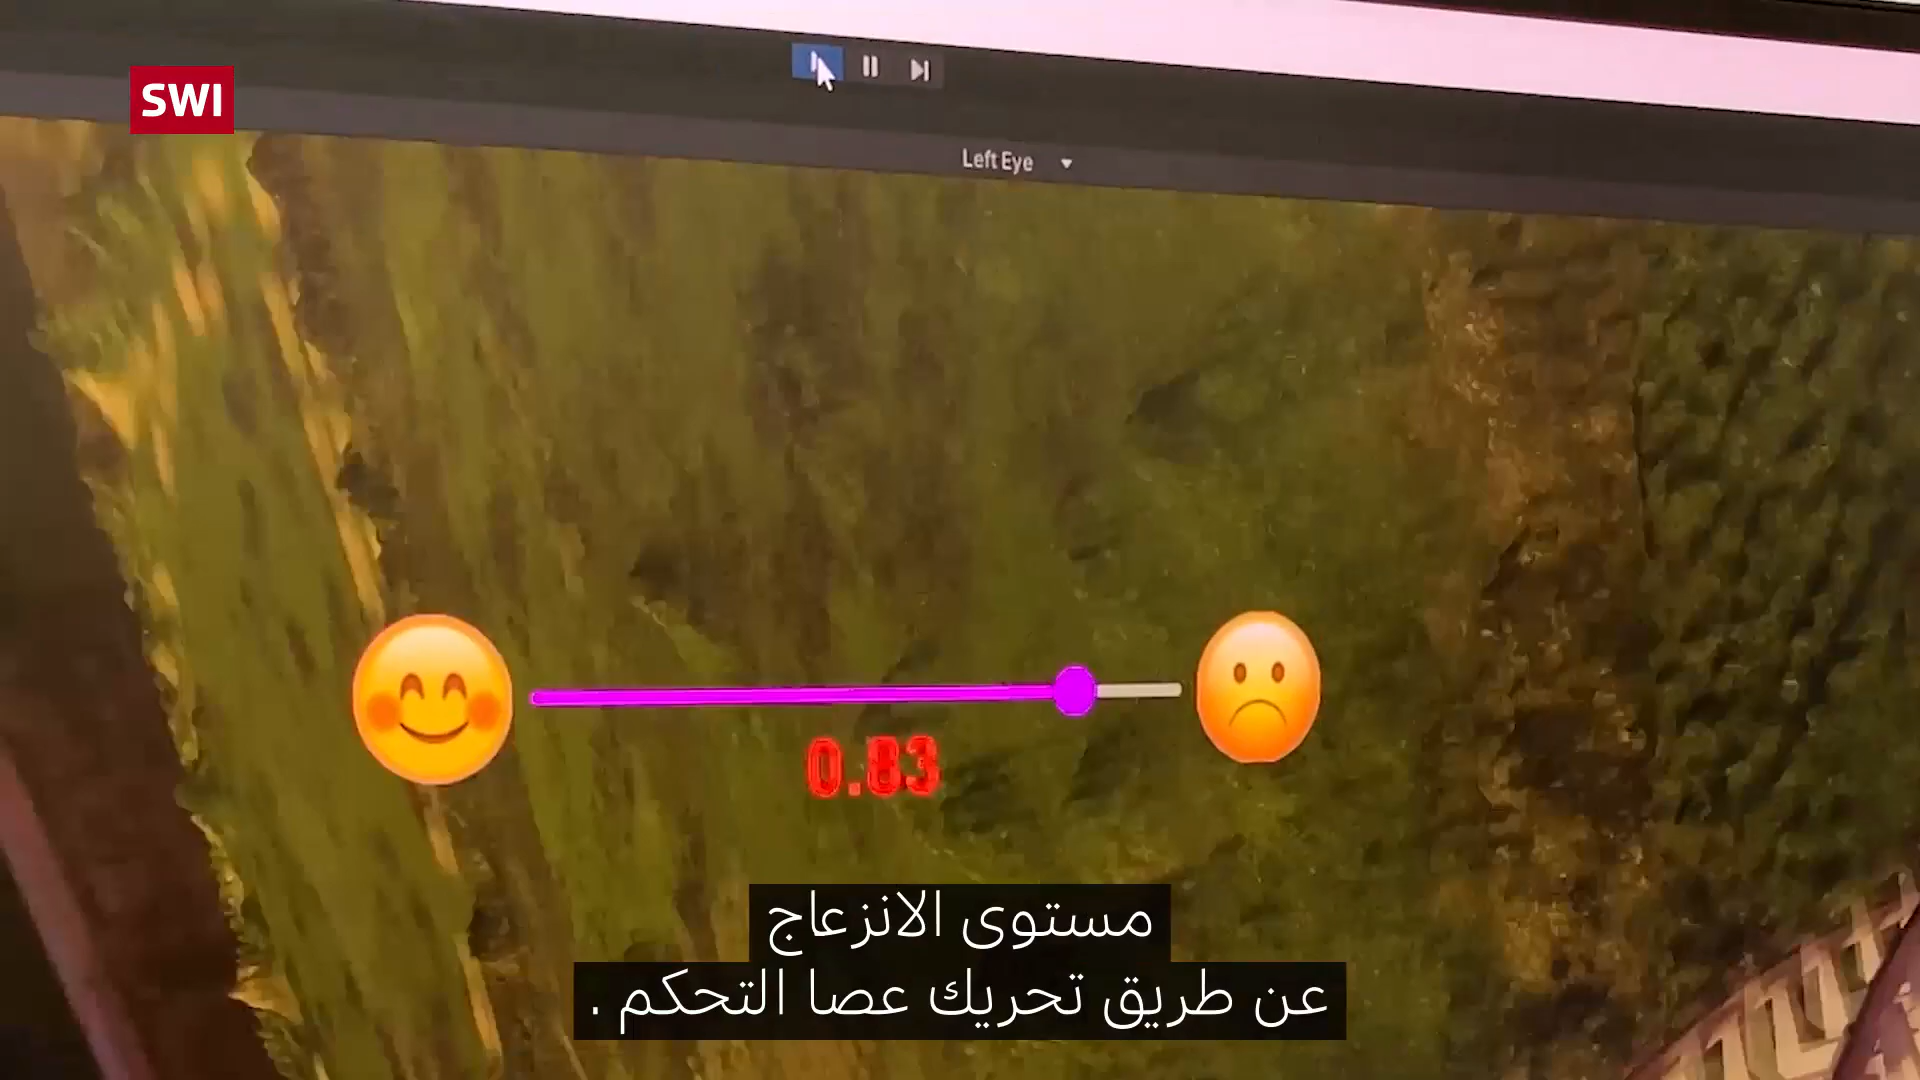 SWI
Left Eye
0.83
مستوى الانزعاج
عن طريق تحريك عصا التحكم .